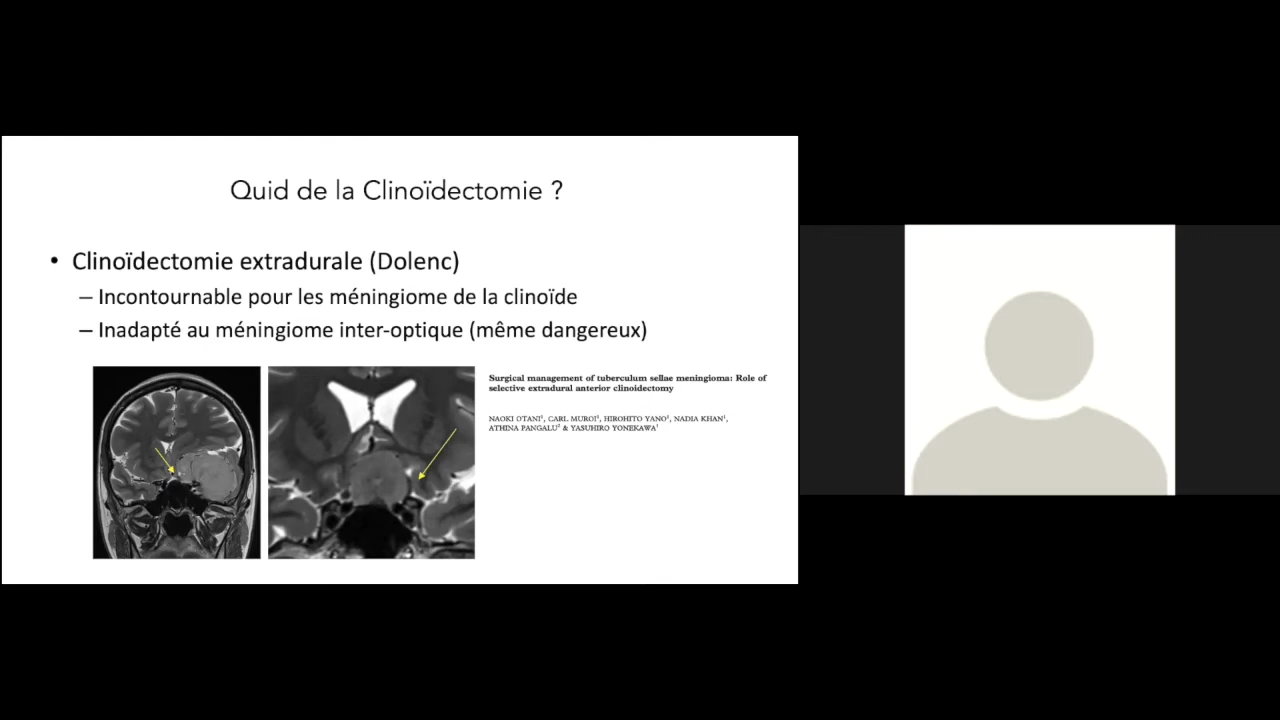 Quid de la Clinoïdectomie ?
• Clinoïdectomie extradurale (Dolenc)
– Incontournable pour les méningiome de la clinoïde
– Inadapté au méningiome inter-optique (même dangereux)
Surgical management of tuberculum sellae meningioma: Role of
selective extradural anterior clinoidectomy
NAOKI OTANI¹, CARL MUROI¹, HIROHITO YANO¹, NADIA KHAN¹,
ATHINA PANGALU² & YASUHIRO YONEKAWA¹